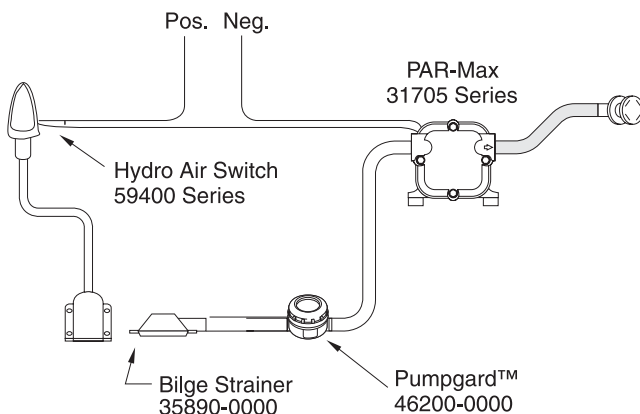 Pos. Neg.
PAR-Max
31705 Series
Hydro Air Switch
59400 Series
Bilge Strainer
35890-0000
Pumpgard™
46200-0000